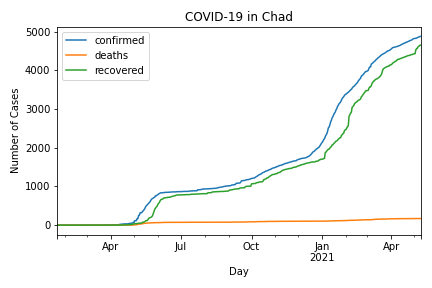 COVID-19 in Chad
confirmed
deaths
recovered
Number of Cases
5000
4000
3000
2000
1000
0
Apr
Jul
Oct
Jan
2021
Apr
Day